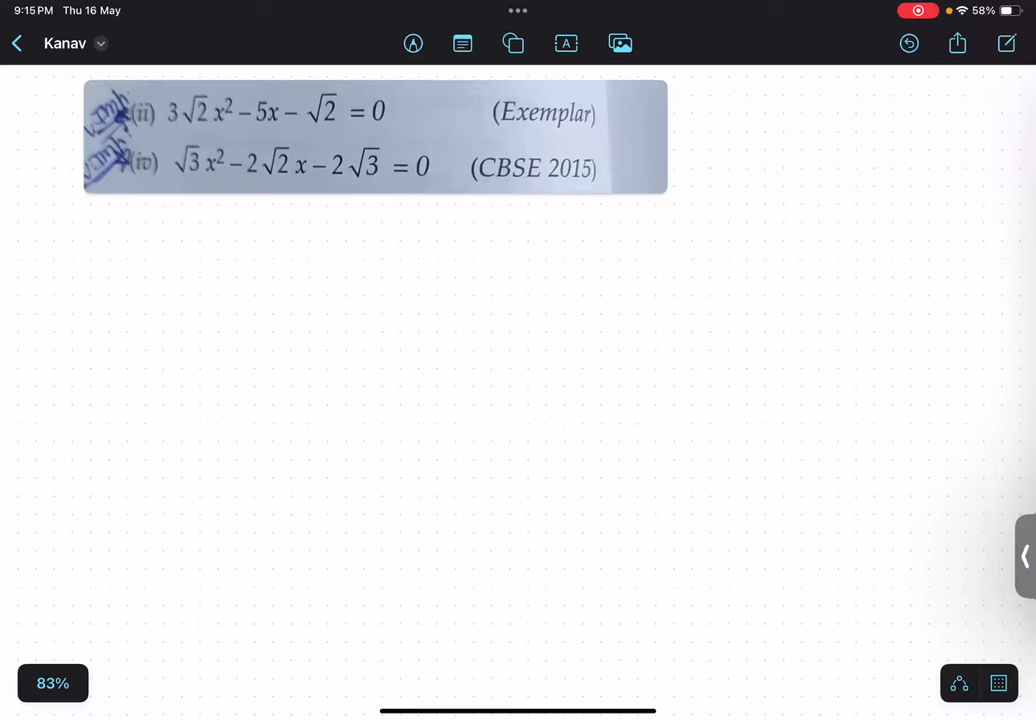 9:15 PM Thu 16 May
58%
Kanav
A
(ii) 3√2 x² − 5x − √2 = 0 (Exemplar)
(iv) √3 x² − 2√2 x − 2√3 = 0 (CBSE 2015)
83%